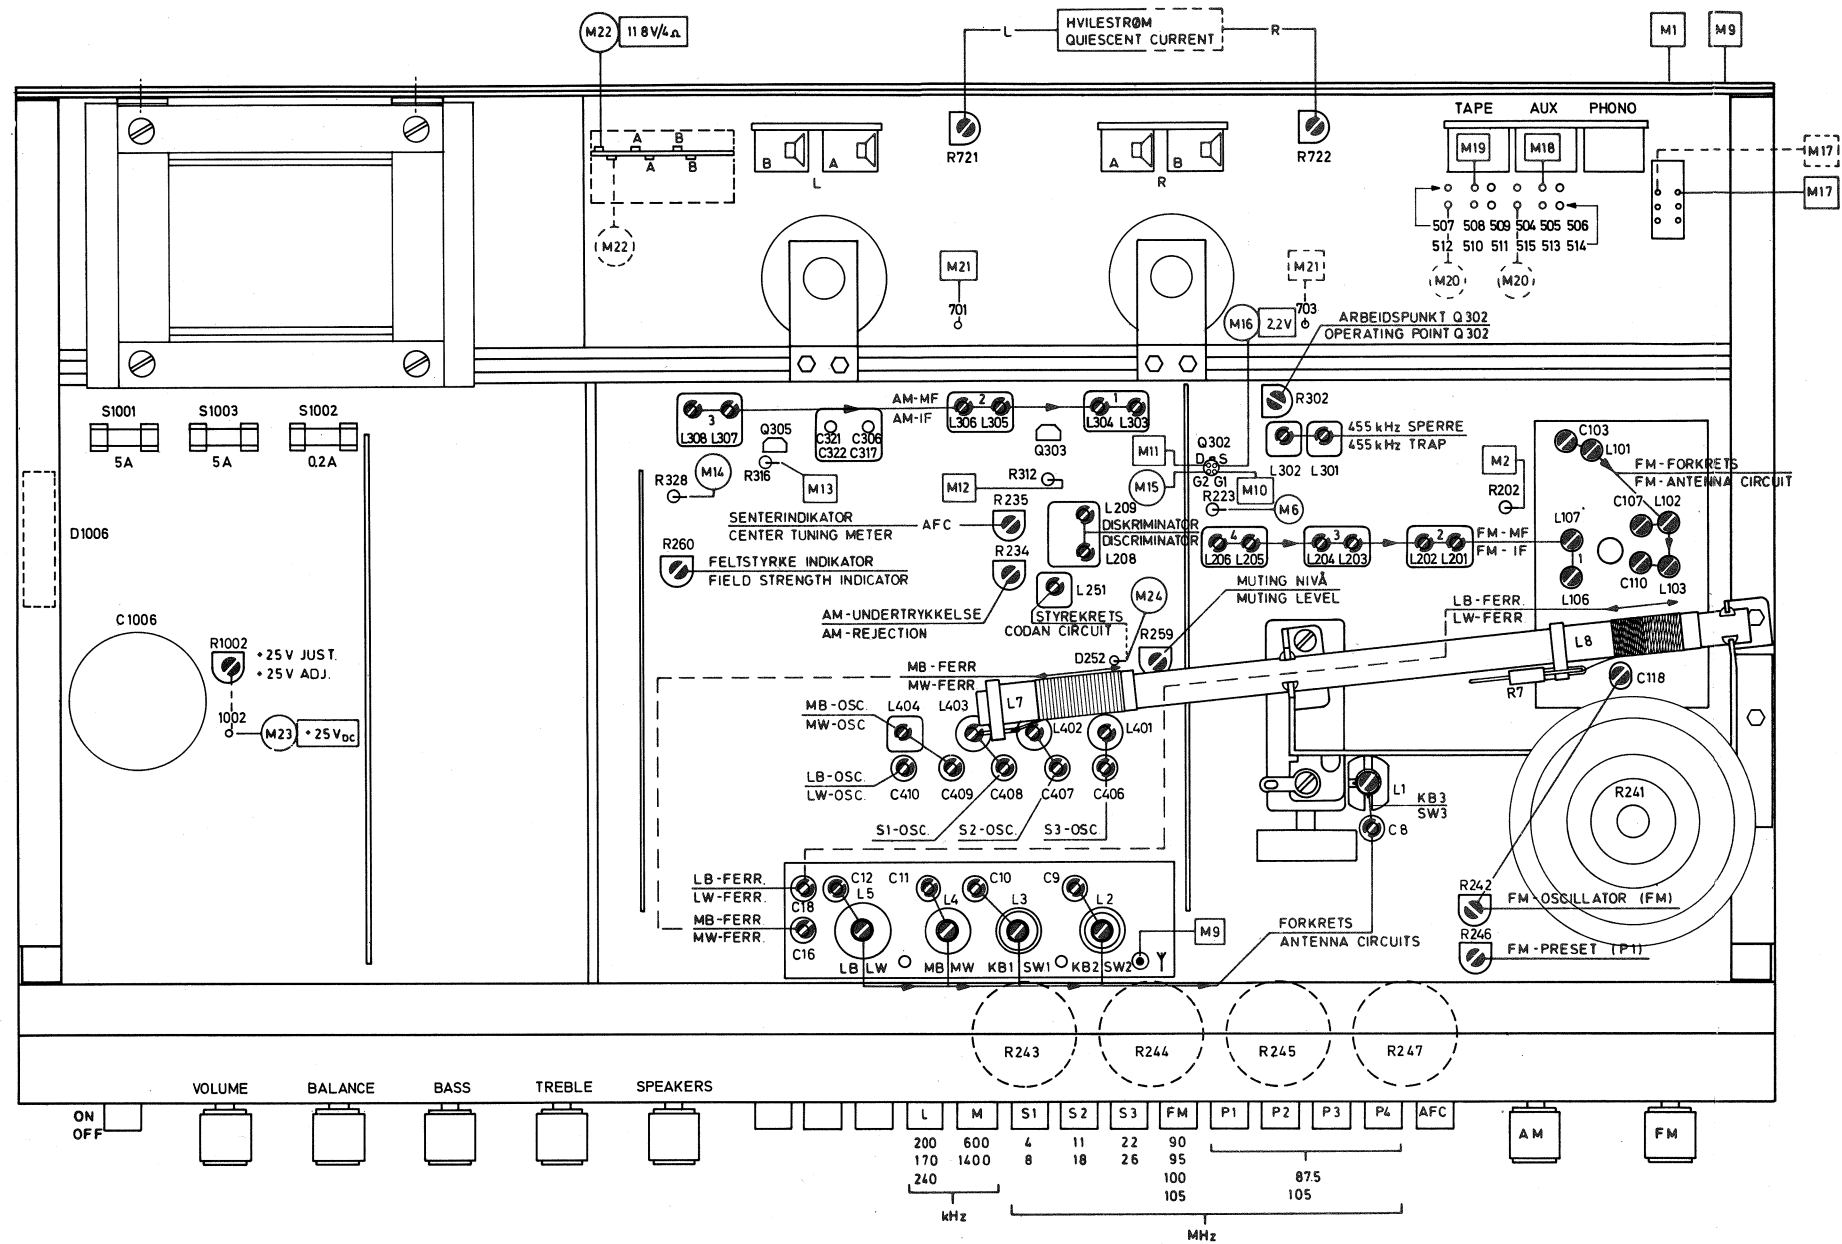 M22
11 8V/4Ω
L
HVILESTRØM
QUIESCENT CURRENT
R
M1
M9
TAPE
AUX
PHONO
M19
M18
M17
M17
A
B
A
B
M22
B
A
L
R721
A
B
R
R722
507 508 509 504 505 506
512 510 511 515 513 514
M20
M20
M21
701
M21
703
M16
2,2V
ARBEIDSPUNKT Q302
OPERATING POINT Q302
S1001
S1003
S1002
5A
5A
0.2A
3
L308 L307
C321
C306
C322
C317
AM-MF
AM-IF
2
L306 L305
1
L304 L303
R302
455 kHz SPERRE
455 kHz TRAP
L302
L301
Q305
R316
M14
R328
M13
Q303
M12
R312
M11
M15
Q302
D S
G2 G1
M10
R223
M6
M2
R202
C103
L101
FM-FORKRETS
FM-ANTENNA CIRCUIT
C107
L102
L107
1
C110
L103
L106
D1006
SENTERINDIKATOR
CENTER TUNING METER
AFC
R235
L209
DISKRIMINATOR
DISCRIMINATOR
L208
4
L206 L205
3
L204 L203
2
L202 L201
FM-MF
FM-IF
R260
FELTSTYRKE INDIKATOR
FIELD STRENGTH INDICATOR
R234
L251
AM-UNDERTRYKKELSE
AM-REJECTION
STYREKRETS
CODAN CIRCUIT
M24
MUTING NIVÅ
MUTING LEVEL
R259
D252
LB-FERR.
LW-FERR
C1006
R1002
+25V JUST.
+25V ADJ.
1002
M23
+25VDC
MB-FERR
MW-FERR
L8
R7
C118
L7
MB-OSC.
MW-OSC
L404
L403
L402
L401
LB-OSC.
LW-OSC.
C410
C409
C408
C407
C406
S1-OSC.
S2-OSC.
S3-OSC.
L1
KB3
SW3
C8
R241
LB-FERR.
LW-FERR.
MB-FERR.
MW-FERR.
C18
C16
C12
L5
C11
L4
C10
L3
C9
L2
LB LW
MB MW
KB1 SW1
KB2 SW2
M9
FORKRETS
ANTENNA CIRCUITS
R242
FM-OSCILLATOR (FM)
R246
FM-PRESET (P1)
R243
R244
R245
R247
ON
OFF
VOLUME
BALANCE
BASS
TREBLE
SPEAKERS
L
M
S1
S2
S3
FM
P1
P2
P3
P4
AFC
AM
FM
200 600 4 11 22 90
170 1400 8 18 26 95
240 100 87.5
105 105
kHz
MHz